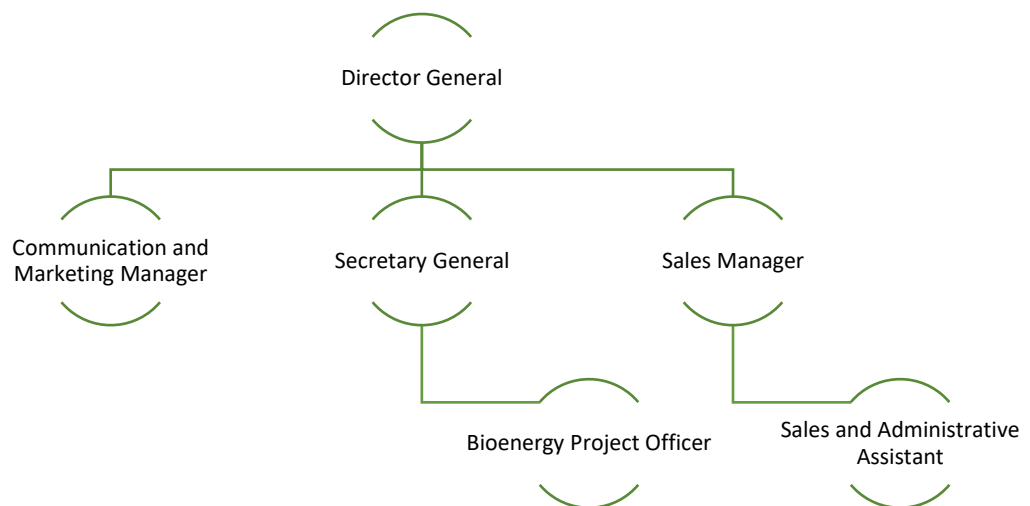 Director General
Communication and
Marketing Manager
Secretary General
Sales Manager
Bioenergy Project Officer
Sales and Administrative
Assistant